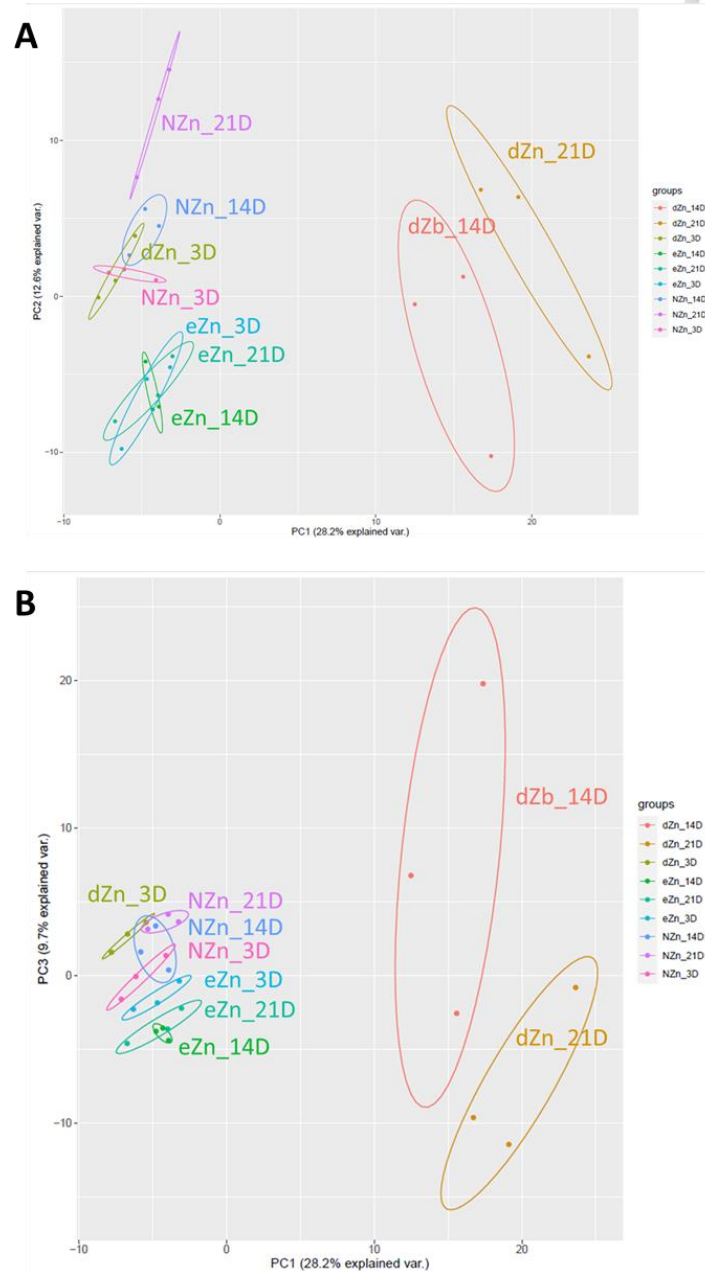 A
NZn_21D
NZn_14D
dZn_3D
NZn_3D
eZn_3D
eZn_21D
eZn_14D
dZb_14D
dZn_21D
10
0
−10
PC2 (12.6% explained var.)
−10
0
10
20
PC1 (28.2% explained var.)
groups
dZn_14D
dZn_21D
dZn_3D
eZn_14D
eZn_21D
eZn_3D
NZn_14D
NZn_21D
NZn_3D
B
dZn_3D
NZn_21D
NZn_14D
NZn_3D
eZn_3D
eZn_21D
eZn_14D
dZb_14D
dZn_21D
20
10
0
−10
PC3 (9.7% explained var.)
−10
0
10
20
PC1 (28.2% explained var.)
groups
dZn_14D
dZn_21D
dZn_3D
eZn_14D
eZn_21D
eZn_3D
NZn_14D
NZn_21D
NZn_3D